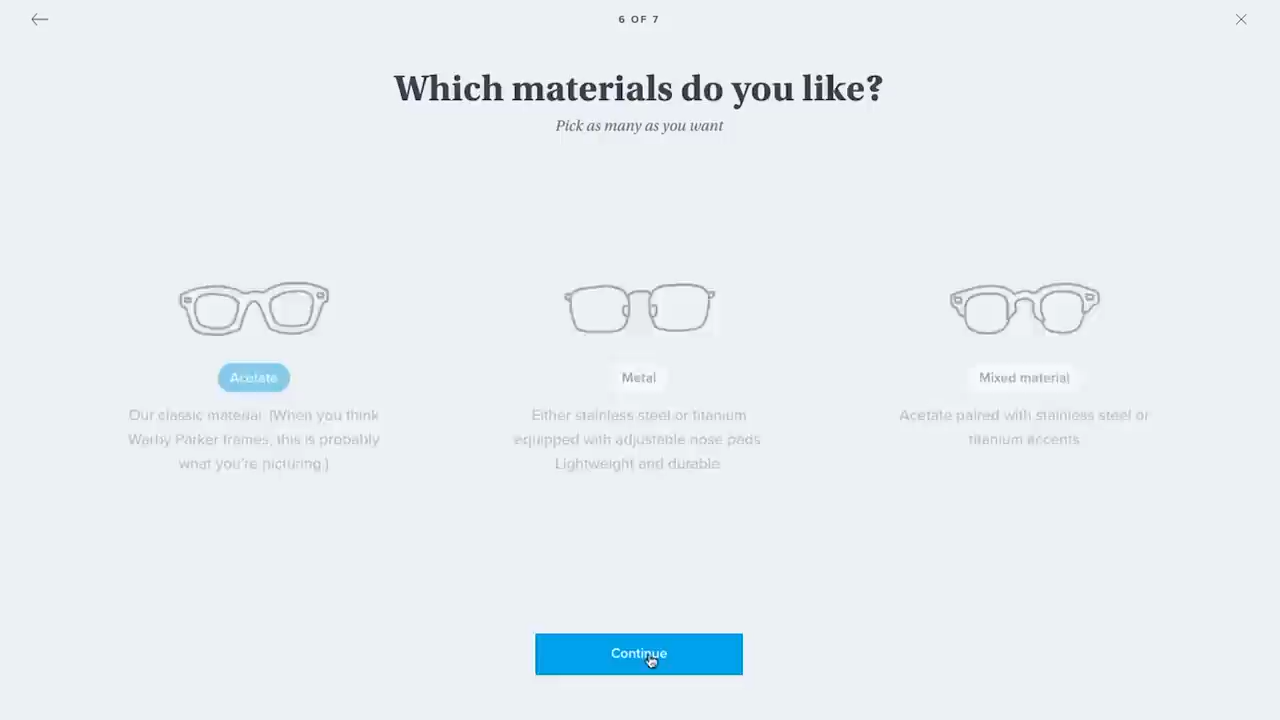 6 OF 7
Which materials do you like?
Pick as many as you want
Acetate
Our classic material. (When you think
Warby Parker frames, this is probably
what you're picturing.)
Metal
Either stainless steel or titanium
equipped with adjustable nose pads.
Lightweight and durable.
Mixed material
Acetate paired with stainless steel or
titanium accents.
Continue